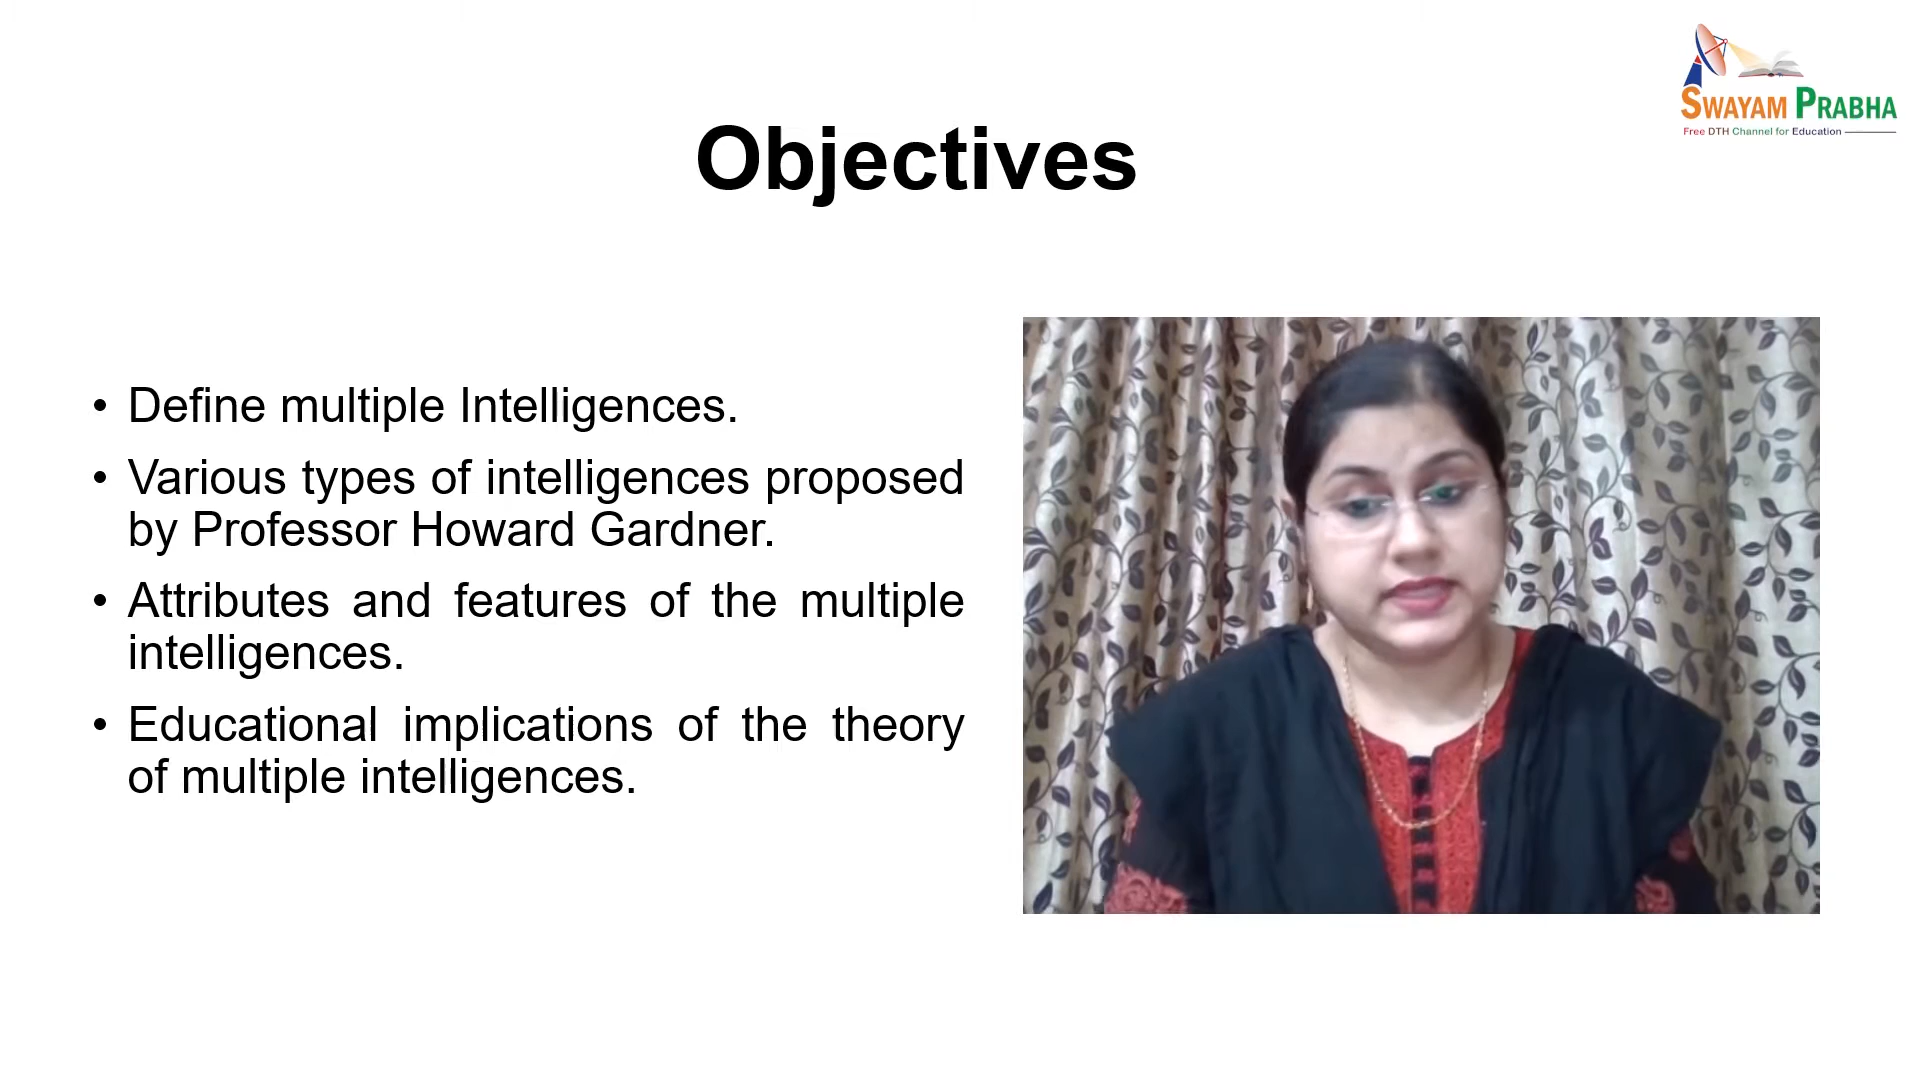 SWAYAM PRABHA
Free DTH Channel for Education
Objectives
• Define multiple Intelligences.
• Various types of intelligences proposed
by Professor Howard Gardner.
• Attributes and features of the multiple
intelligences.
• Educational implications of the theory
of multiple intelligences.